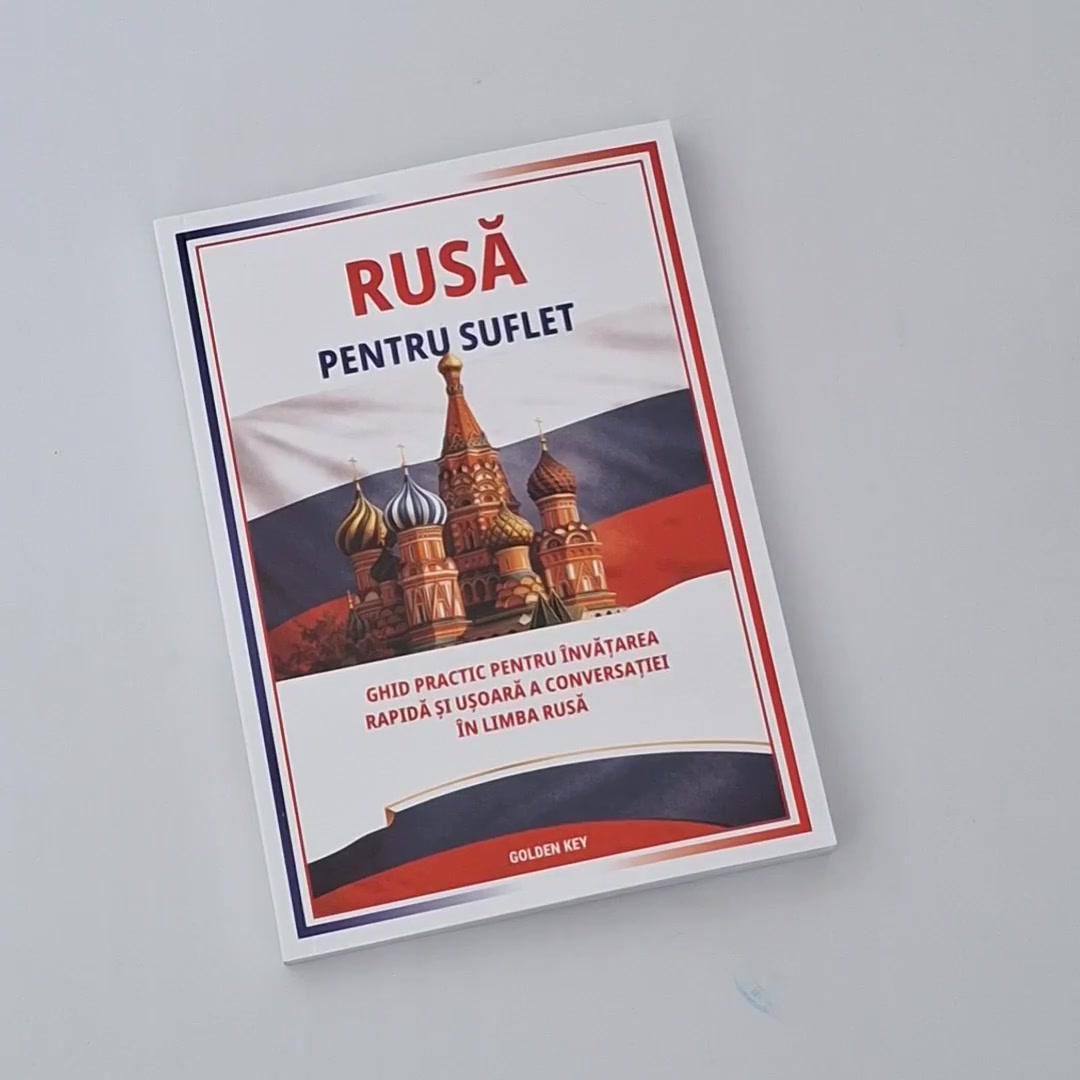 RUSĂ
PENTRU SUFLET
GHID PRACTIC PENTRU ÎNVĂȚAREA
RAPIDĂ ȘI UȘOARĂ A CONVERSAȚIEI
ÎN LIMBA RUSĂ
GOLDEN KEY